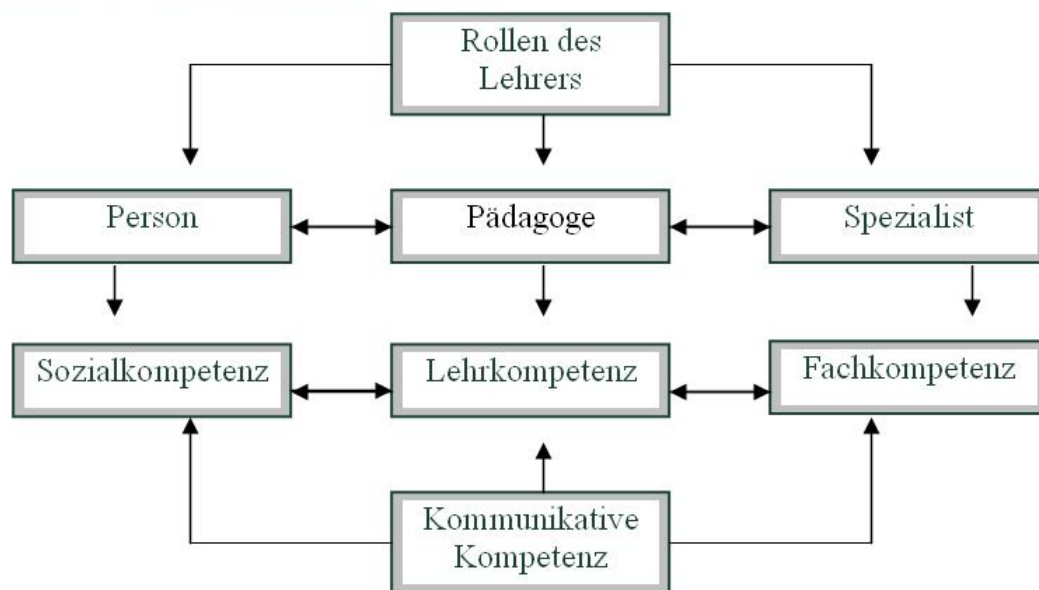 Rollen des
Lehrers
Person
Pädagoge
Spezialist
Sozialkompetenz
Lehrkompetenz
Fachkompetenz
Kommunikative
Kompetenz